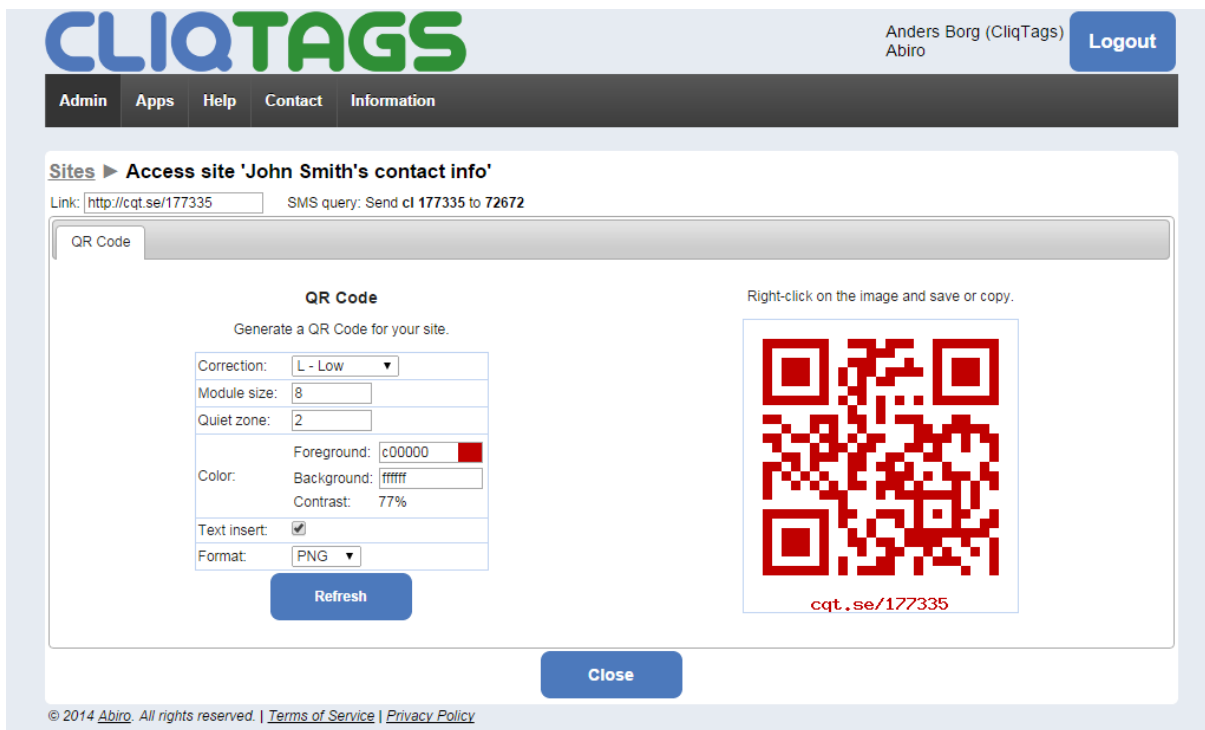 CLIQTAGS
Anders Borg (CliqTags)
Abiro
Logout
Admin Apps Help Contact Information
Sites ▶ Access site 'John Smith's contact info'
Link: http://cqt.se/177335 SMS query: Send cl 177335 to 72672
QR Code
QR Code
Generate a QR Code for your site.
Correction: L - Low
Module size: 8
Quiet zone: 2
Color:
Foreground: c00000
Background: ffffff
Contrast: 77%
Text insert:
Format: PNG
Refresh
Right-click on the image and save or copy.
cqt.se/177335
Close
© 2014 Abiro. All rights reserved. | Terms of Service | Privacy Policy